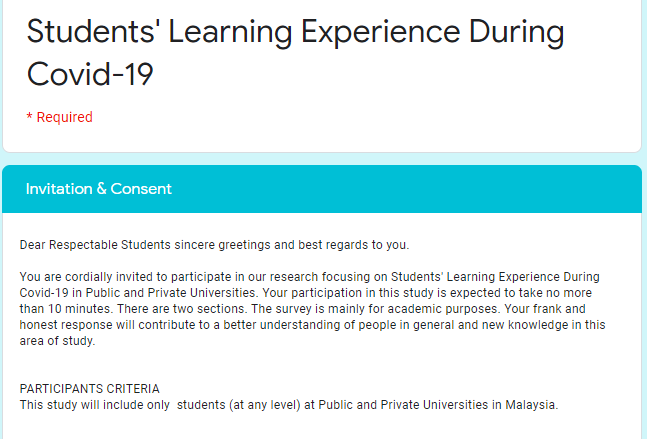 Students' Learning Experience During
Covid-19
* Required
Invitation & Consent
Dear Respectable Students sincere greetings and best regards to you.
You are cordially invited to participate in our research focusing on Students' Learning Experience During
Covid-19 in Public and Private Universities. Your participation in this study is expected to take no more
than 10 minutes. There are two sections. The survey is mainly for academic purposes. Your frank and
honest response will contribute to a better understanding of people in general and new knowledge in this
area of study.
PARTICIPANTS CRITERIA
This study will include only  students (at any level) at Public and Private Universities in Malaysia.